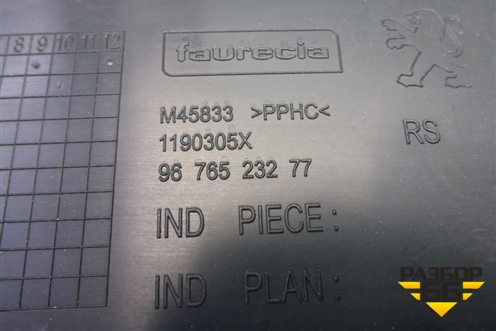 8 9 10 11 12
faurecia
M45833 >PPHC<
1190305X
RS
96 765 232 77
IND PIECE:
IND PLAN:
РАЗБОР
66